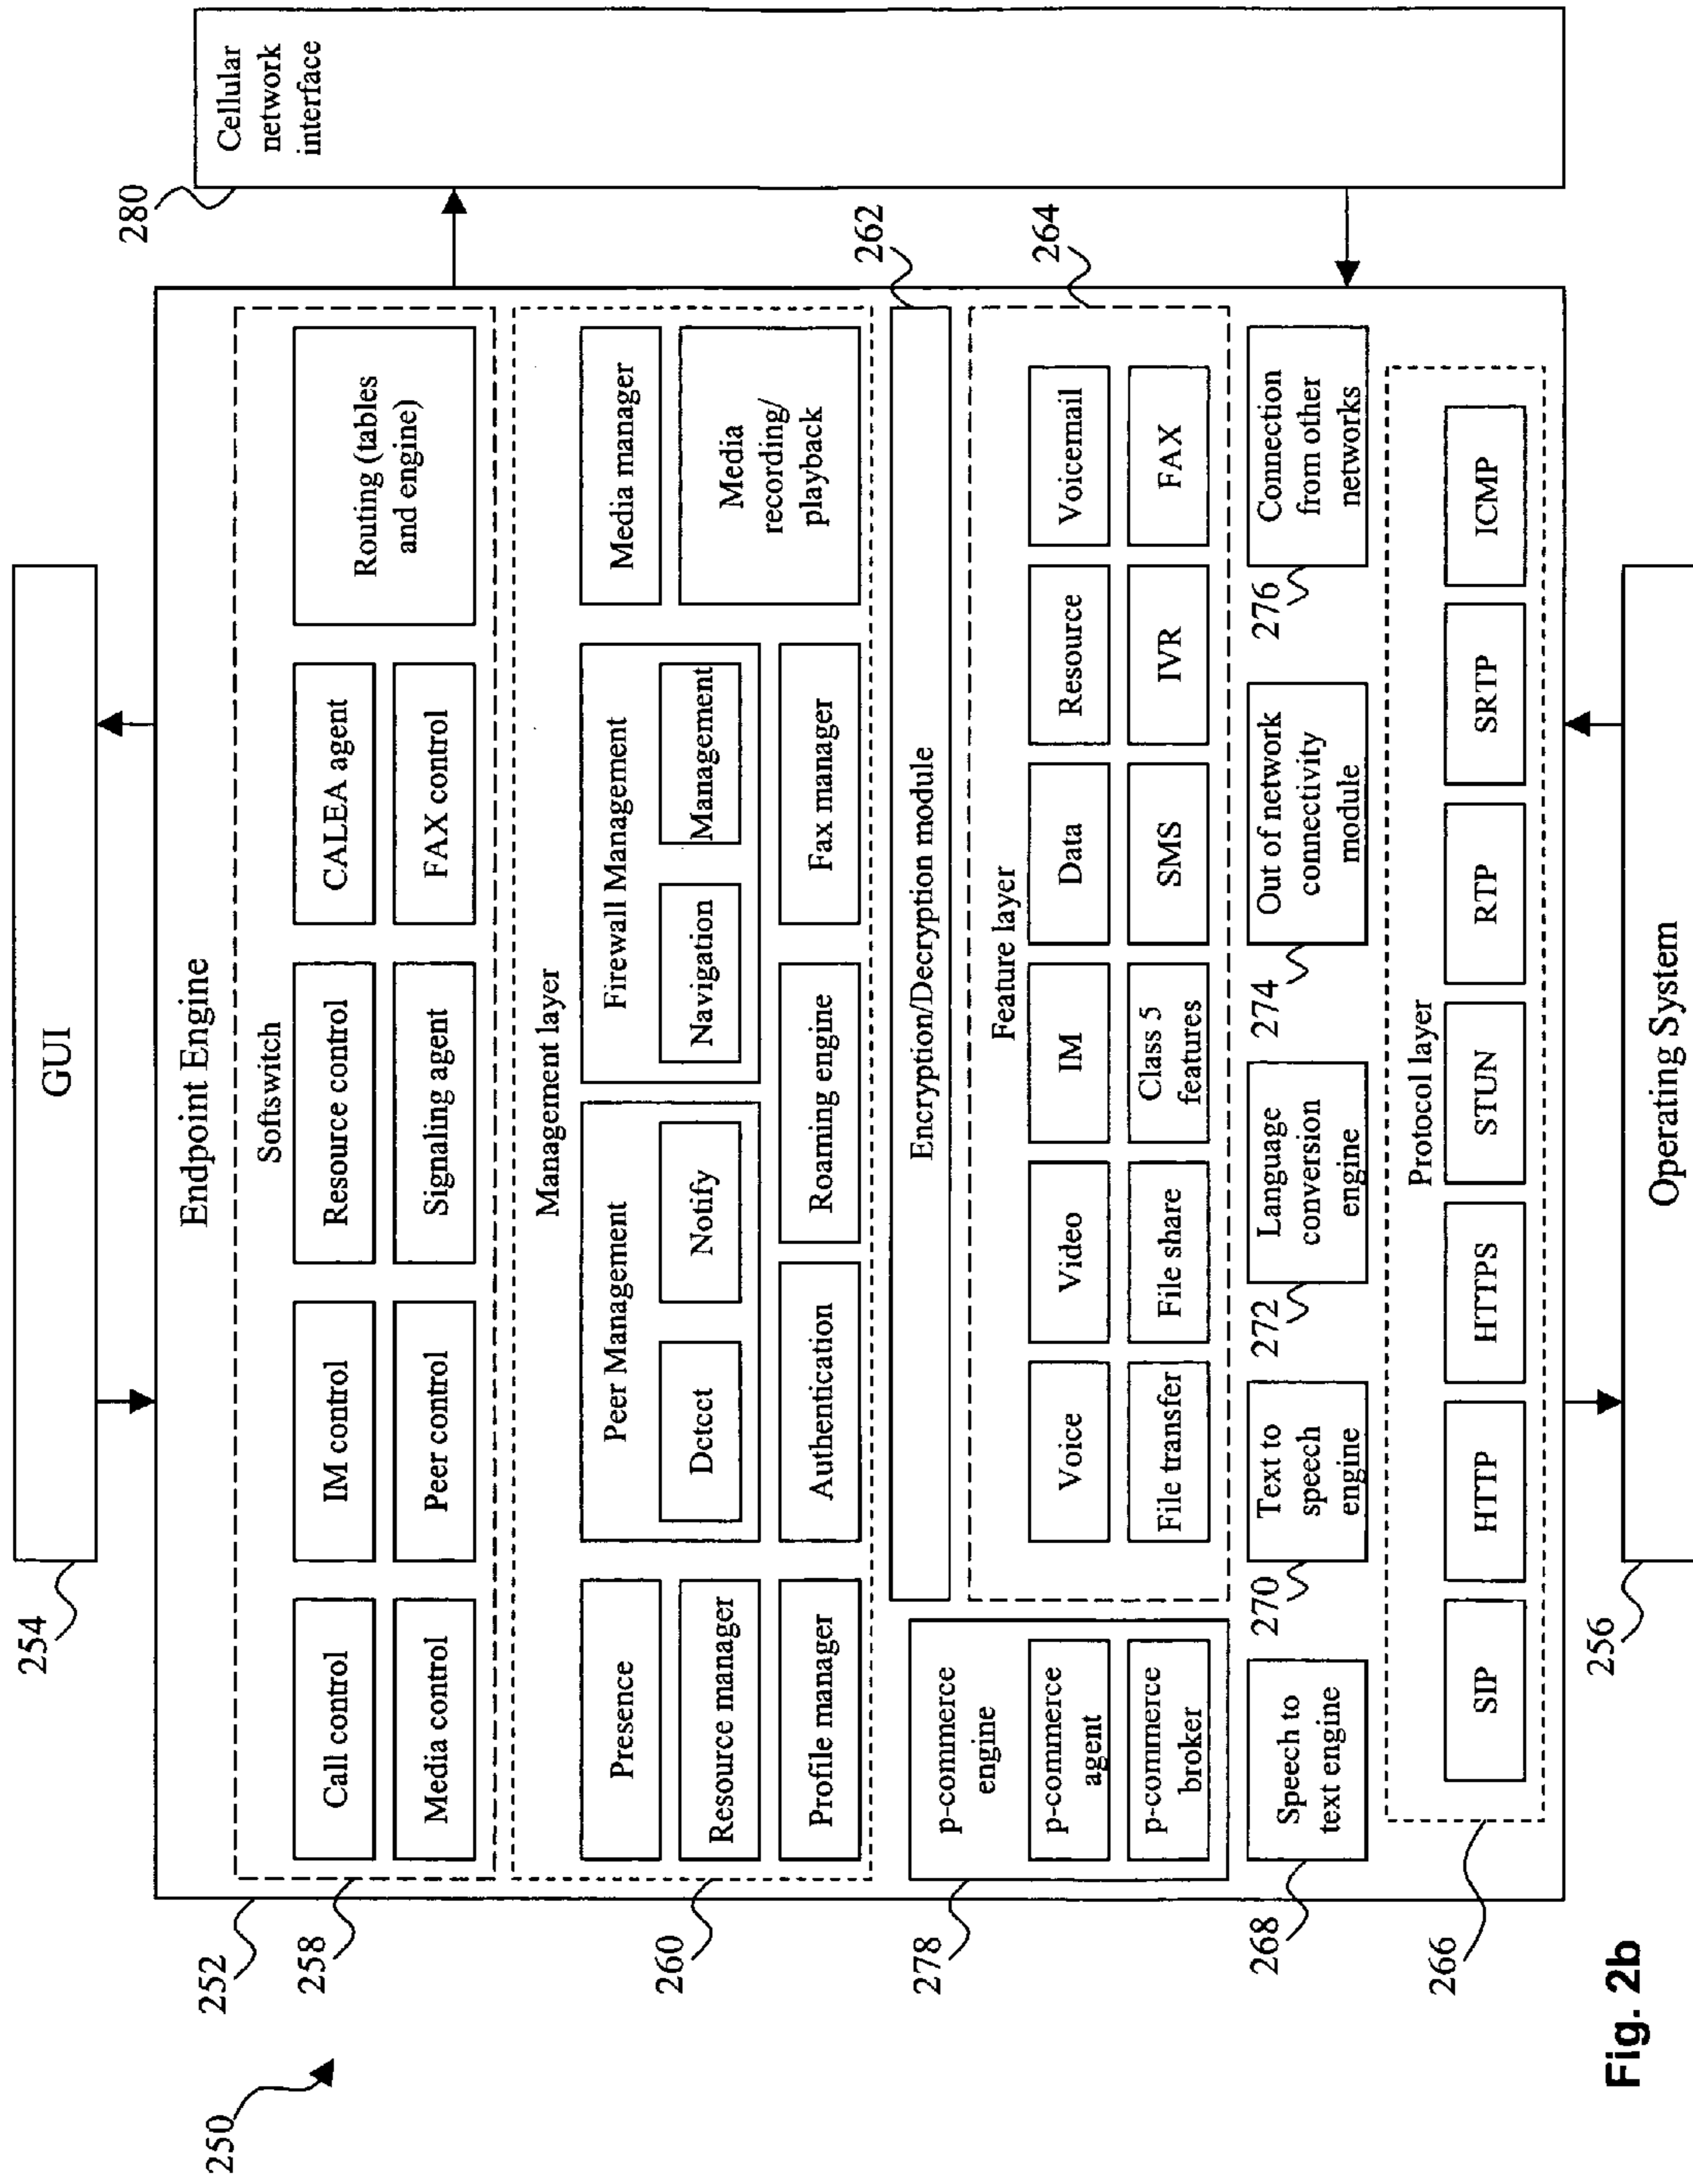 GUI
254
Endpoint Engine
252
250
Softswitch
258
Call control
IM control
Resource control
CALEA agent
Routing (tables
and engine)
Media control
Peer control
Signaling agent
FAX control
Management layer
260
Presence
Resource manager
Profile manager
Peer Management
Detect
Notify
Firewall Management
Navigation
Management
Media manager
Media
recording/
playback
Authentication
Roaming engine
Fax manager
Encryption/Decryption module
262
p-commerce
engine
p-commerce
agent
p-commerce
broker
278
Feature layer
264
Voice
Video
IM
Data
Resource
Voicemail
File transfer
File share
Class 5
features
SMS
IVR
FAX
Speech to
text engine
268
Text to
speech
engine
270
Language
conversion
engine
272
Out of network
connectivity
module
274
Connection
from other
networks
276
Protocol layer
266
SIP
HTTP
HTTPS
STUN
RTP
SRTP
ICMP
Cellular
network
interface
280
Operating System
256
Fig. 2b